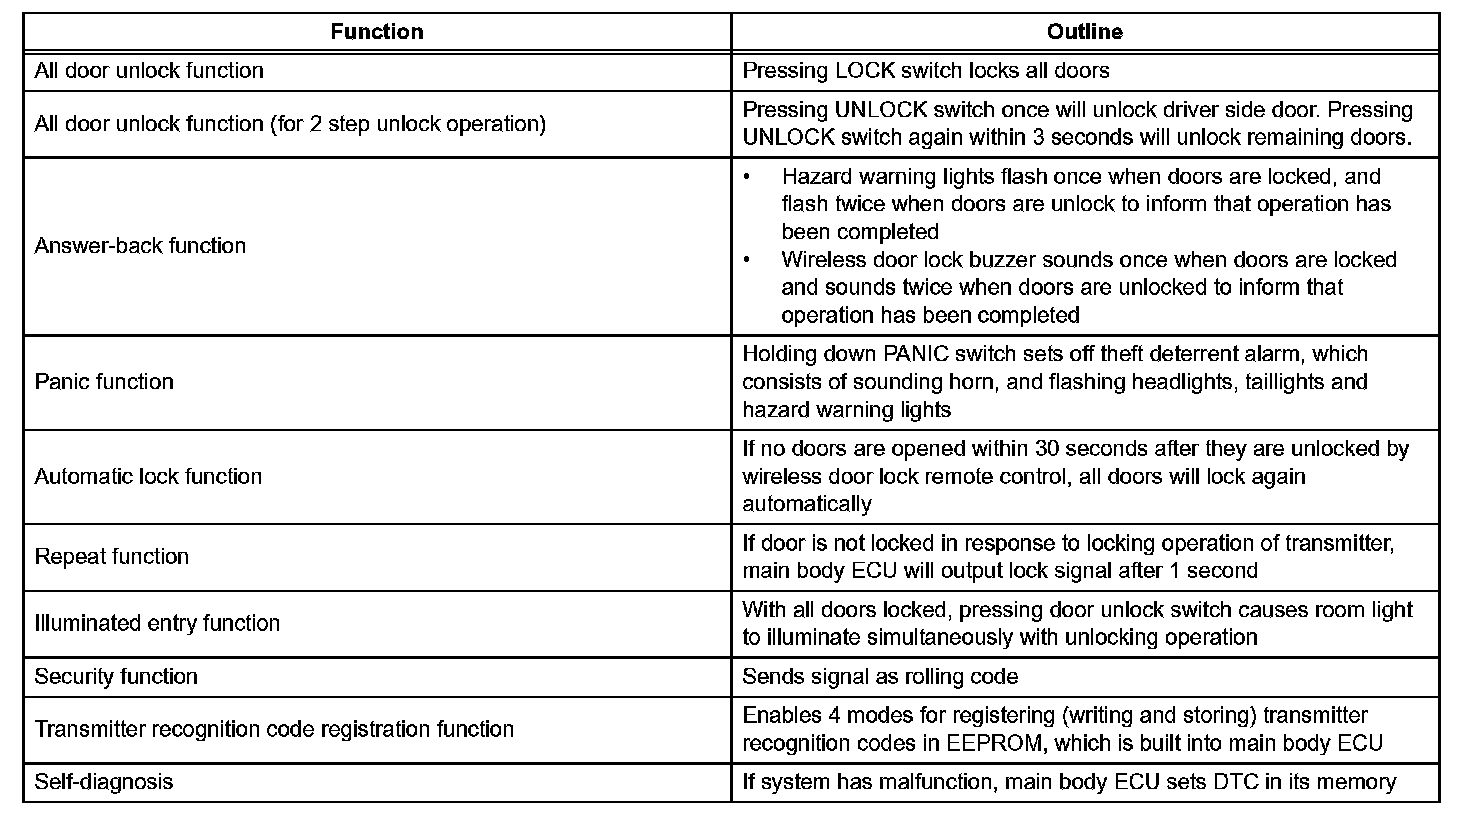 Function
Outline
All door unlock function
Pressing LOCK switch locks all doors
All door unlock function (for 2 step unlock operation)
Pressing UNLOCK switch once will unlock driver side door. Pressing
UNLOCK switch again within 3 seconds will unlock remaining doors.
Answer-back function
• Hazard warning lights flash once when doors are locked, and
flash twice when doors are unlock to inform that operation has
been completed
• Wireless door lock buzzer sounds once when doors are locked
and sounds twice when doors are unlocked to inform that
operation has been completed
Panic function
Holding down PANIC switch sets off theft deterrent alarm, which
consists of sounding horn, and flashing headlights, taillights and
hazard warning lights
Automatic lock function
If no doors are opened within 30 seconds after they are unlocked by
wireless door lock remote control, all doors will lock again
automatically
Repeat function
If door is not locked in response to locking operation of transmitter,
main body ECU will output lock signal after 1 second
Illuminated entry function
With all doors locked, pressing door unlock switch causes room light
to illuminate simultaneously with unlocking operation
Security function
Sends signal as rolling code
Transmitter recognition code registration function
Enables 4 modes for registering (writing and storing) transmitter
recognition codes in EEPROM, which is built into main body ECU
Self-diagnosis
If system has malfunction, main body ECU sets DTC in its memory